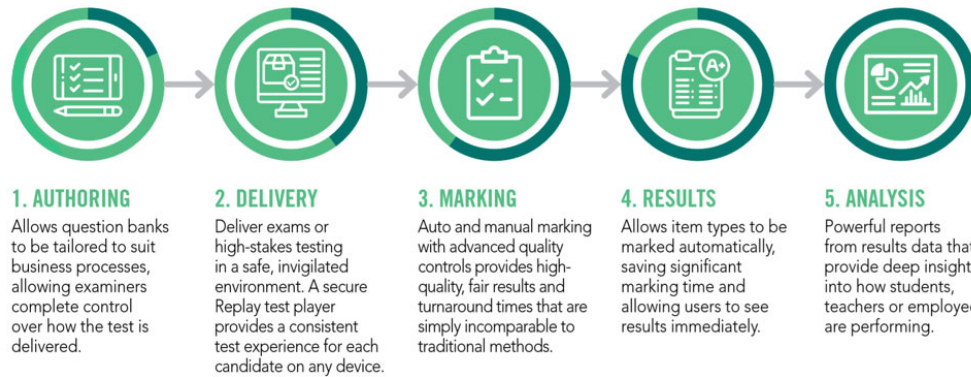 A+
1. AUTHORING
Allows question banks
to be tailored to suit
business processes,
allowing examiners
complete control
over how the test is
delivered.
2. DELIVERY
Deliver exams or
high-stakes testing
in a safe, invigilated
environment. A secure
Replay test player
provides a consistent
test experience for each
candidate on any device.
3. MARKING
Auto and manual marking
with advanced quality
controls provides high-
quality, fair results and
turnaround times that are
simply incomparable to
traditional methods.
4. RESULTS
Allows item types to be
marked automatically,
saving significant
marking time and
allowing users to see
results immediately.
5. ANALYSIS
Powerful reports
from results data that
provide deep insight
into how students,
teachers or employee
are performing.